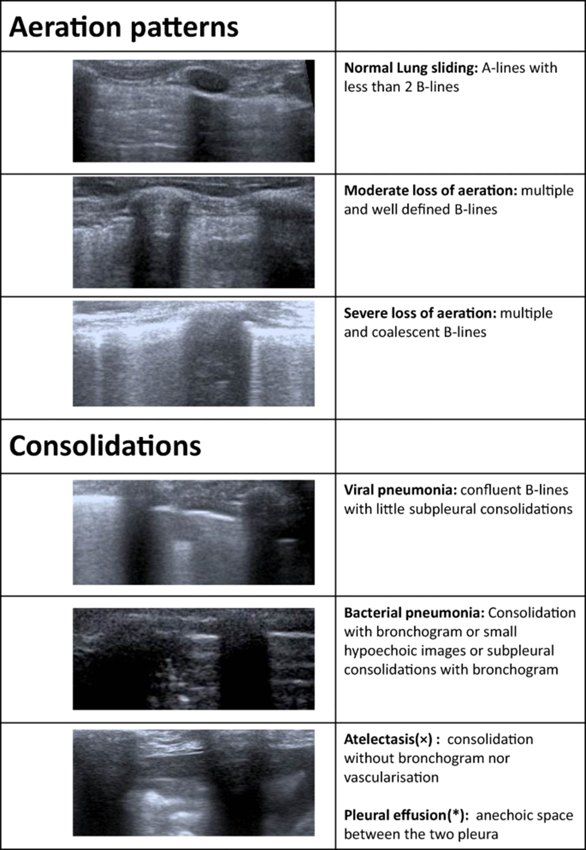 Aeration patterns
Normal Lung sliding: A-lines with
less than 2 B-lines
Moderate loss of aeration: multiple
and well defined B-lines
Severe loss of aeration: multiple
and coalescent B-lines
Consolidations
Viral pneumonia: confluent B-lines
with little subpleural consolidations
Bacterial pneumonia: Consolidation
with bronchogram or small
hypoechoic images or subpleural
consolidations with bronchogram
Atelectasis(×) :  consolidation
without bronchogram nor
vascularisation
Pleural effusion(*):  anechoic space
between the two pleura